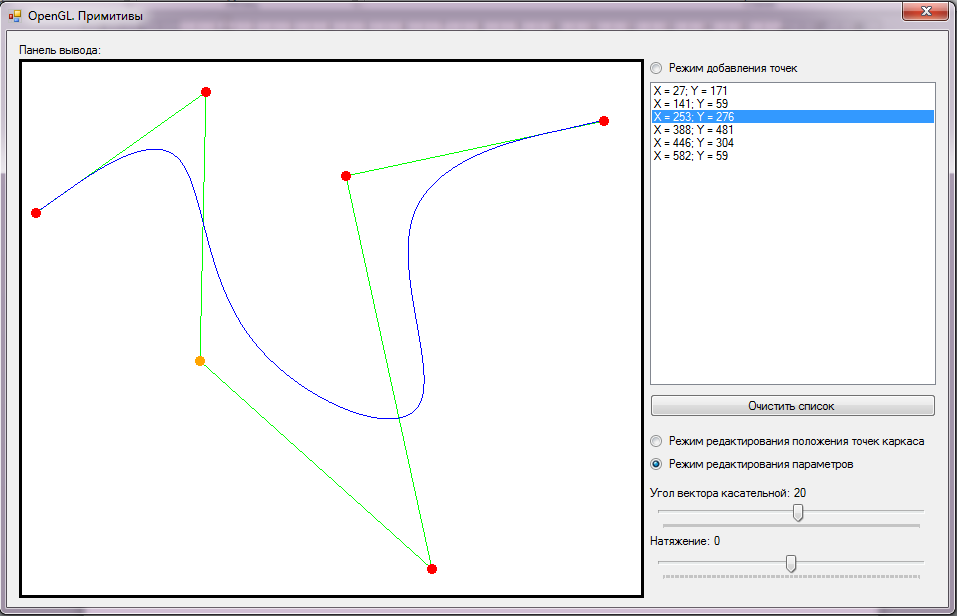 OpenGL. Примитивы
Панель вывода:
Режим добавления точек
X = 27; Y = 171
X = 141; Y = 59
X = 253; Y = 276
X = 388; Y = 481
X = 446; Y = 304
X = 582; Y = 59
Очистить список
Режим редактирования положения точек каркаса
Режим редактирования параметров
Угол вектора касательной: 20
Натяжение: 0